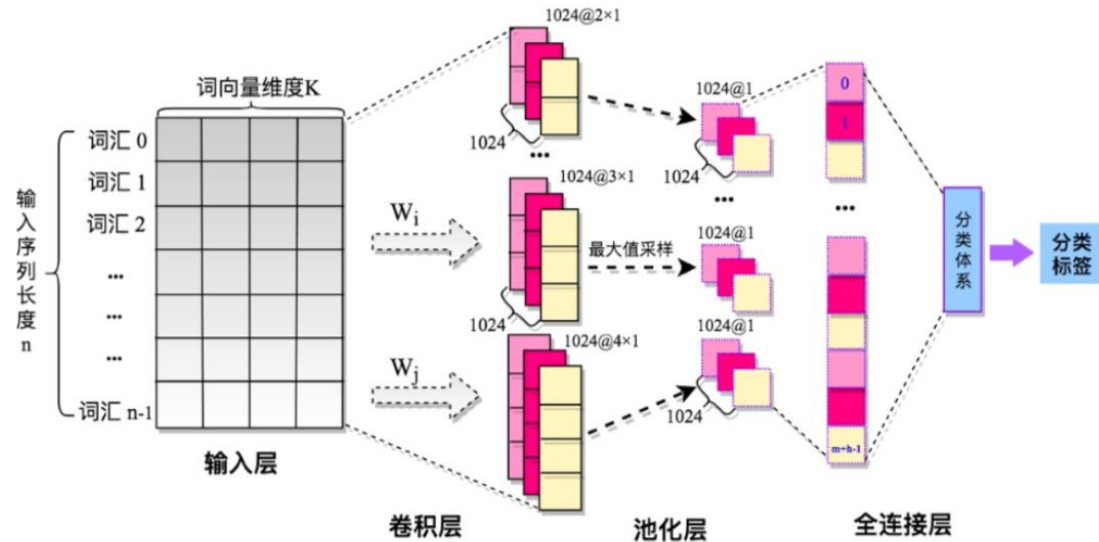 词向量维度K
输入序列长度 n
词汇 0
词汇 1
词汇 2
...
...
...
词汇 n-1
输入层
W_i
W_j
1024@2×1
1024
...
1024@3×1
1024
1024@4×1
卷积层
最大值采样
1024@1
1024
...
1024@1
1024@1
1024
池化层
0
1
...
m+h-1
全连接层
分类体系
分类
标签